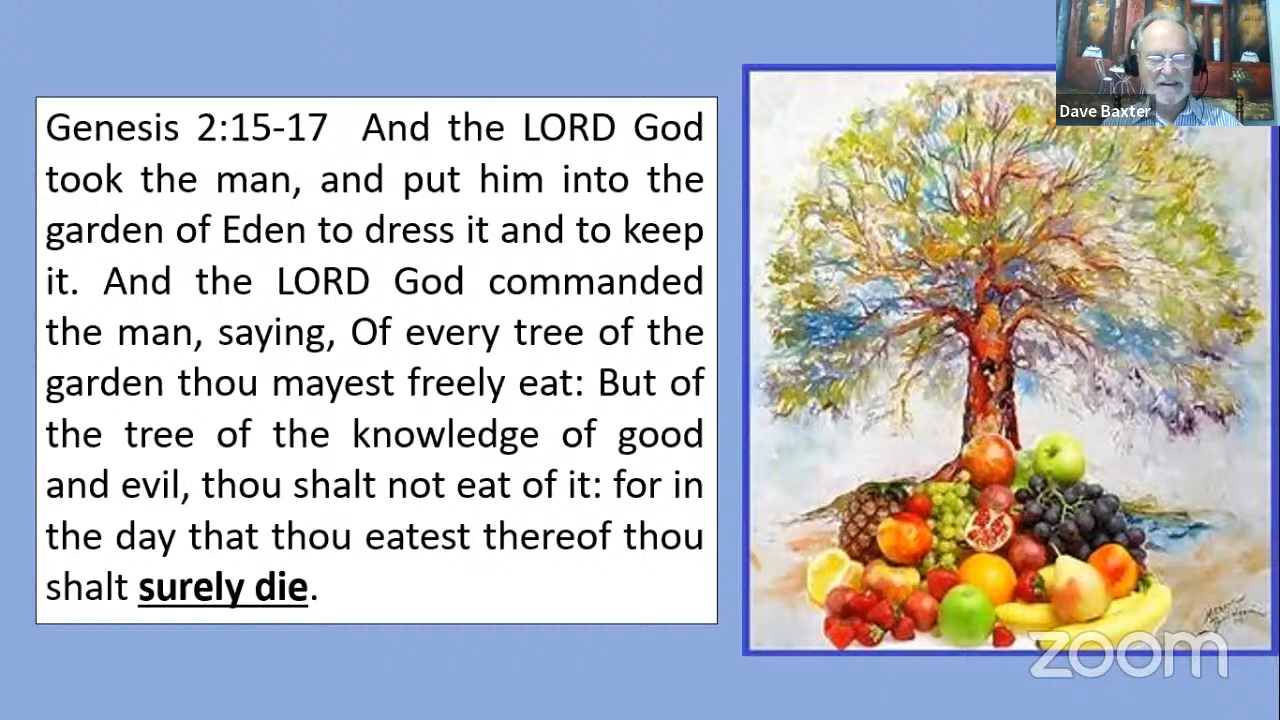 Genesis 2:15-17 And the LORD God
took the man, and put him into the
garden of Eden to dress it and to keep
it. And the LORD God commanded
the man, saying, Of every tree of the
garden thou mayest freely eat: But of
the tree of the knowledge of good
and evil, thou shalt not eat of it: for in
the day that thou eatest thereof thou
shalt surely die.
Dave Baxter
zoom